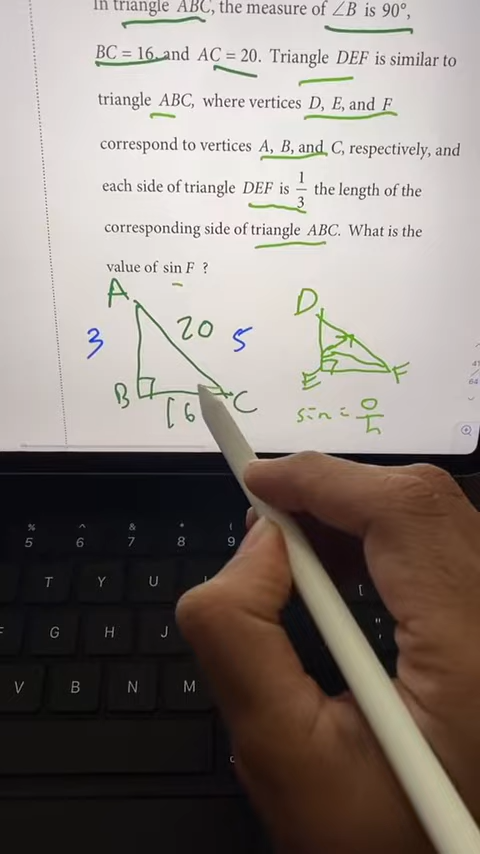 In triangle ABC, the measure of ∠B is 90°,
BC = 16, and AC = 20. Triangle DEF is similar to
triangle ABC, where vertices D, E, and F
correspond to vertices A, B, and C, respectively, and
each side of triangle DEF is 1/3 the length of the
corresponding side of triangle ABC. What is the
value of sin F ?
A
D
3
20
5
B
16
C
E
F
sin = o/h
%
5
^
6
&
7
*
8
(
9
T
Y
U
[
F
G
H
J
"
'
V
B
N
M